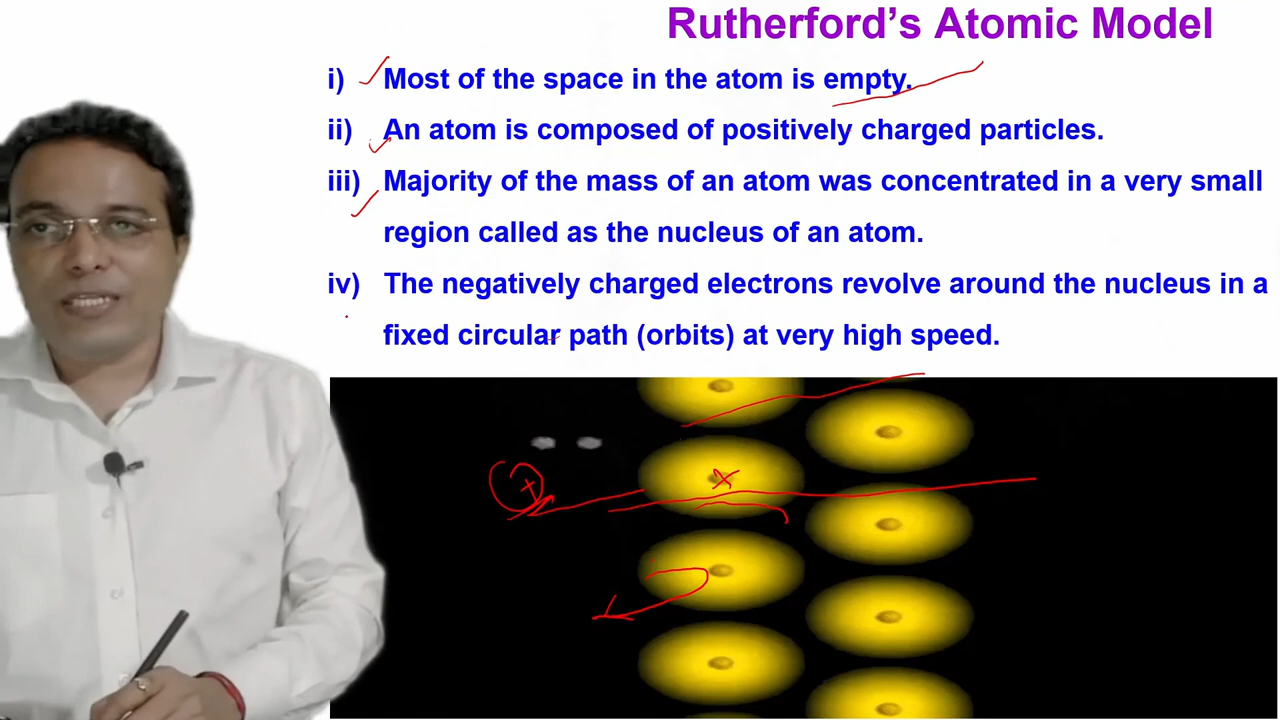 Rutherford’s Atomic Model
i) Most of the space in the atom is empty.
ii) An atom is composed of positively charged particles.
iii) Majority of the mass of an atom was concentrated in a very small
region called as the nucleus of an atom.
iv) The negatively charged electrons revolve around the nucleus in a
fixed circular path (orbits) at very high speed.
+